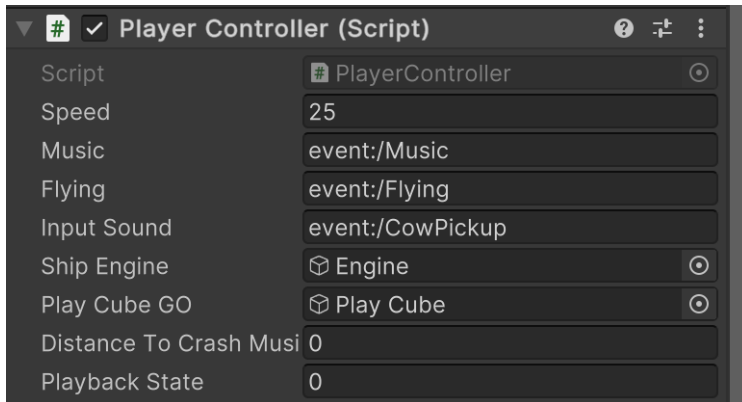 # Player Controller (Script)
Script # PlayerController
Speed 25
Music event:/Music
Flying event:/Flying
Input Sound event:/CowPickup
Ship Engine Engine
Play Cube GO Play Cube
Distance To Crash Musi 0
Playback State 0